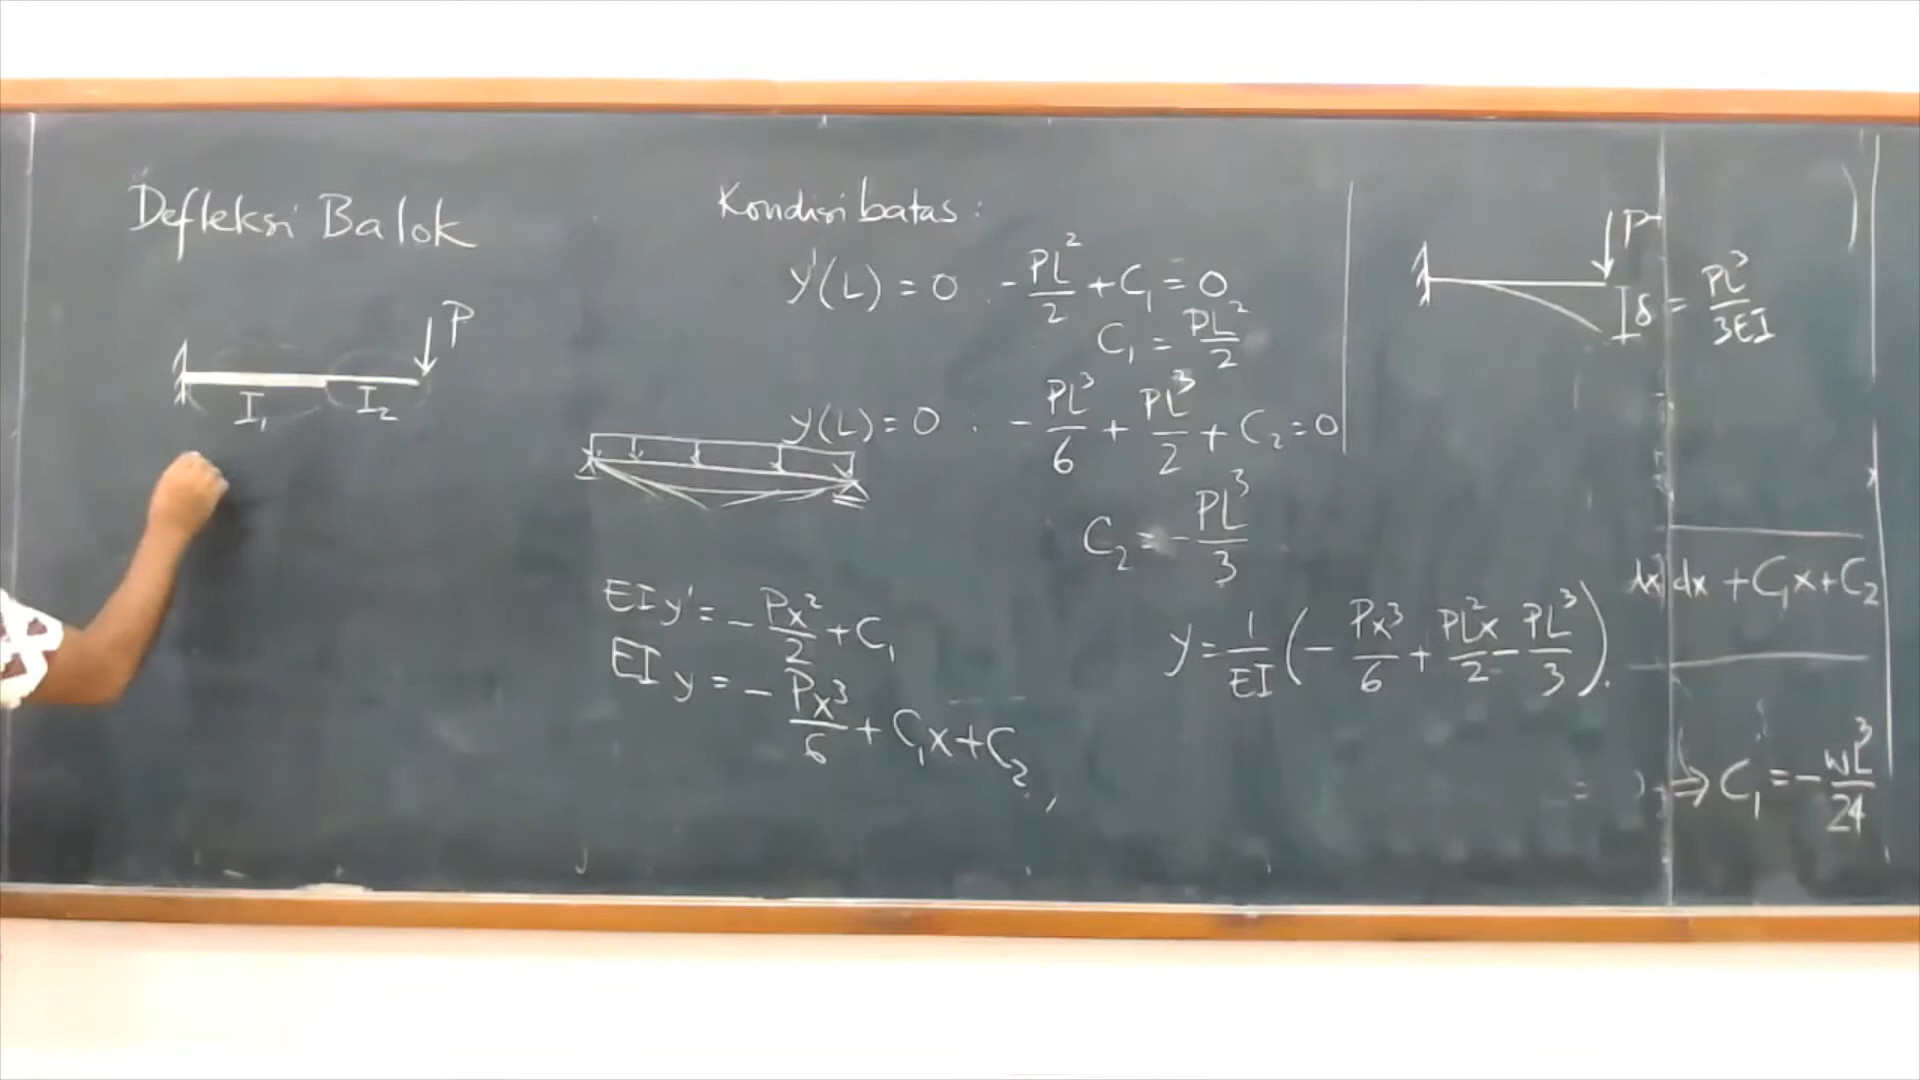 Defleksi Balok
P
I₁ I₂
Kondisi batas :
y'(L) = 0 : -PL²/2 + C₁ = 0
C₁ = PL²/2
y(L) = 0 : -PL³/6 + PL³/2 + C₂ = 0
C₂ = -PL³/3
EI y' = -Px²/2 + C₁
EI y = -Px³/6 + C₁x + C₂
y = 1/EI (-Px³/6 + PL²x/2 - PL³/3).
P
δ = PL³/3EI
dx) dx + C₁x + C₂
⇒ C₁ = -wL³/24